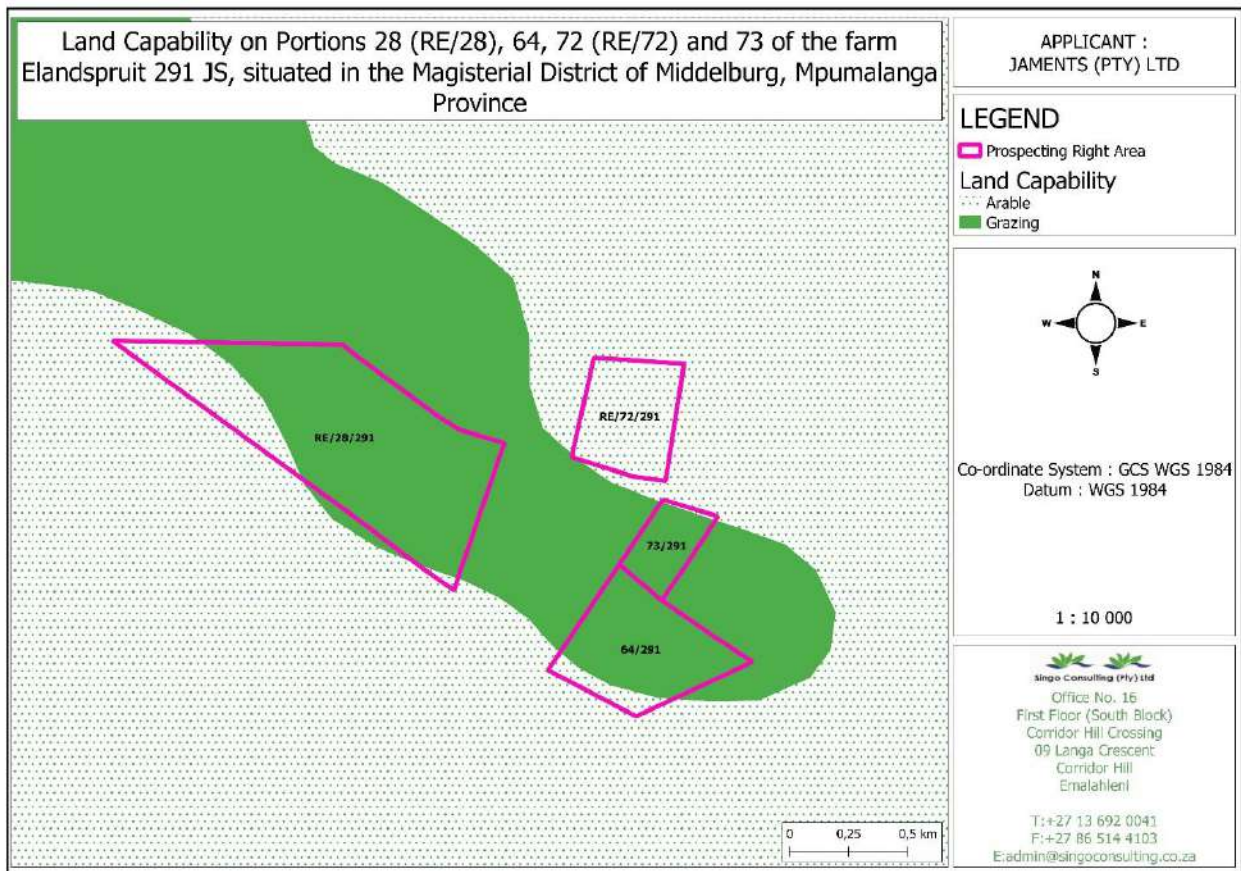 Land Capability on Portions 28 (RE/28), 64, 72 (RE/72) and 73 of the farm
Elandspruit 291 JS, situated in the Magisterial District of Middelburg, Mpumalanga
Province
APPLICANT :
JAMENTS (PTY) LTD
LEGEND
Prospecting Right Area
Land Capability
Arable
Grazing
N
W
E
S
RE/72/291
RE/28/291
73/291
64/291
Co-ordinate System : GCS WGS 1984
Datum : WGS 1984
1 : 10 000
Singo Consulting (Pty) Ltd
Office No. 16
First Floor (South Block)
Corridor Hill Crossing
09 Langa Crescent
Corridor Hill
Emalahleni
T:+27 13 692 0041
F:+27 86 514 4103
E:admin@singoconsulting.co.za
0 0,25 0,5 km